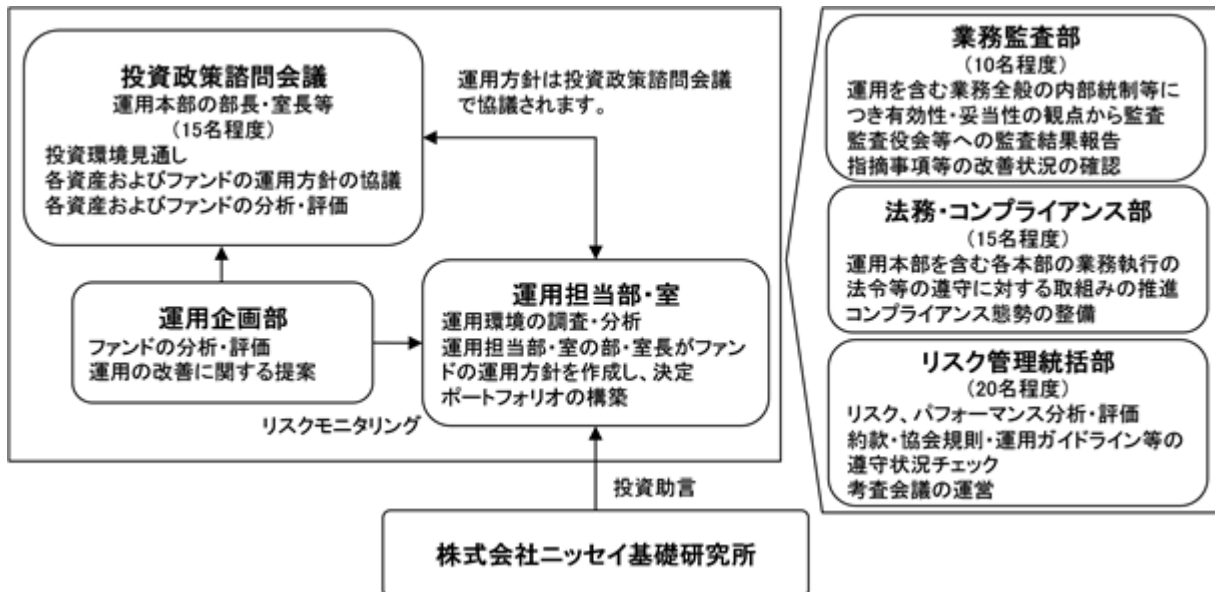 投資政策諮問会議
運用本部の部長・室長等
(15名程度)
投資環境見通し
各資産およびファンドの運用方針の協議
各資産およびファンドの分析・評価
運用方針は投資政策諮問会議
で協議されます。
運用企画部
ファンドの分析・評価
運用の改善に関する提案
リスクモニタリング
運用担当部・室
運用環境の調査・分析
運用担当部・室の部・室長がファン
ドの運用方針を作成し、決定
ポートフォリオの構築
投資助言
株式会社ニッセイ基礎研究所
業務監査部
(10名程度)
運用を含む業務全般の内部統制等に
つき有効性・妥当性の観点から監査
監査役会等への監査結果報告
指摘事項等の改善状況の確認
法務・コンプライアンス部
(15名程度)
運用本部を含む各本部の業務執行の
法令等の遵守に対する取組みの推進
コンプライアンス態勢の整備
リスク管理統括部
(20名程度)
リスク、パフォーマンス分析・評価
約款・協会規則・運用ガイドライン等の
遵守状況チェック
考査会議の運営